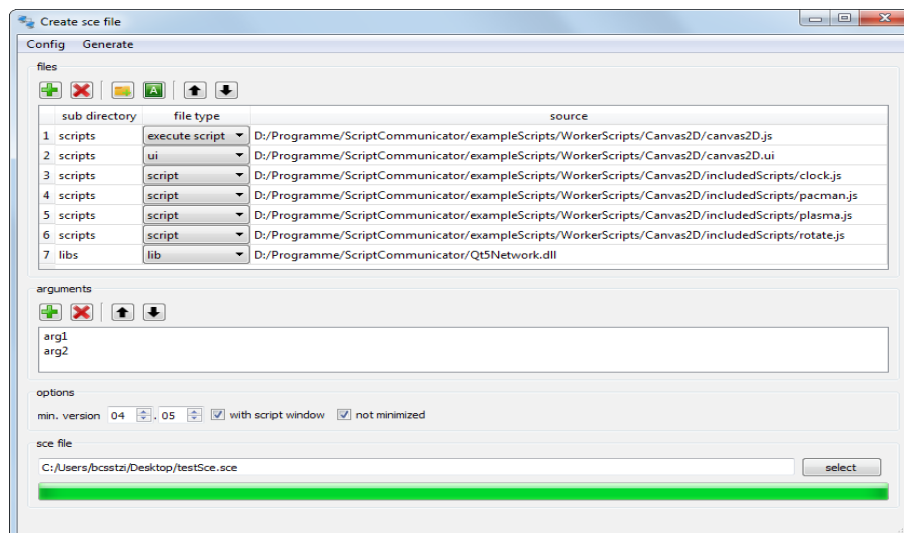 Create sce file
Config Generate
files
A
sub directory file type source
1 scripts execute script D:/Programme/ScriptCommunicator/exampleScripts/WorkerScripts/Canvas2D/canvas2D.js
2 scripts ui D:/Programme/ScriptCommunicator/exampleScripts/WorkerScripts/Canvas2D/canvas2D.ui
3 scripts script D:/Programme/ScriptCommunicator/exampleScripts/WorkerScripts/Canvas2D/includedScripts/clock.js
4 scripts script D:/Programme/ScriptCommunicator/exampleScripts/WorkerScripts/Canvas2D/includedScripts/pacman.js
5 scripts script D:/Programme/ScriptCommunicator/exampleScripts/WorkerScripts/Canvas2D/includedScripts/plasma.js
6 scripts script D:/Programme/ScriptCommunicator/exampleScripts/WorkerScripts/Canvas2D/includedScripts/rotate.js
7 libs lib D:/Programme/ScriptCommunicator/Qt5Network.dll
arguments
arg1
arg2
options
min. version 04 . 05 with script window not minimized
sce file
C:/Users/bcsstzi/Desktop/testSce.sce select